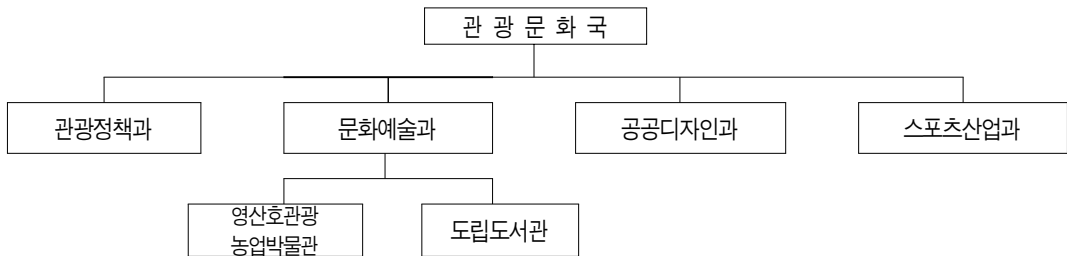 관 광 문 화 국
관광정책과
문화예술과
공공디자인과
스포츠산업과
영산호관광
농업박물관
도립도서관